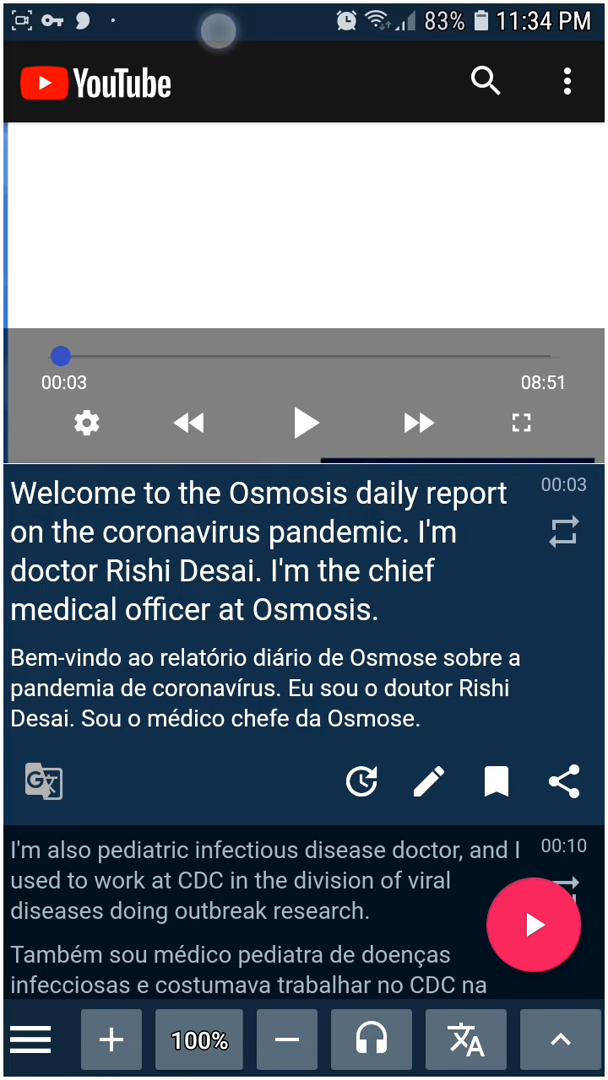 83% 11:34 PM
YouTube
00:03 08:51
Welcome to the Osmosis daily report
on the coronavirus pandemic. I'm
doctor Rishi Desai. I'm the chief
medical officer at Osmosis.
00:03
Bem-vindo ao relatório diário de Osmose sobre a
pandemia de coronavírus. Eu sou o doutor Rishi
Desai. Sou o médico chefe da Osmose.
G
I'm also pediatric infectious disease doctor, and I
used to work at CDC in the division of viral
diseases doing outbreak research.
00:10
Também sou médico pediatra de doenças
infecciosas e costumava trabalhar no CDC na
+ 100% −